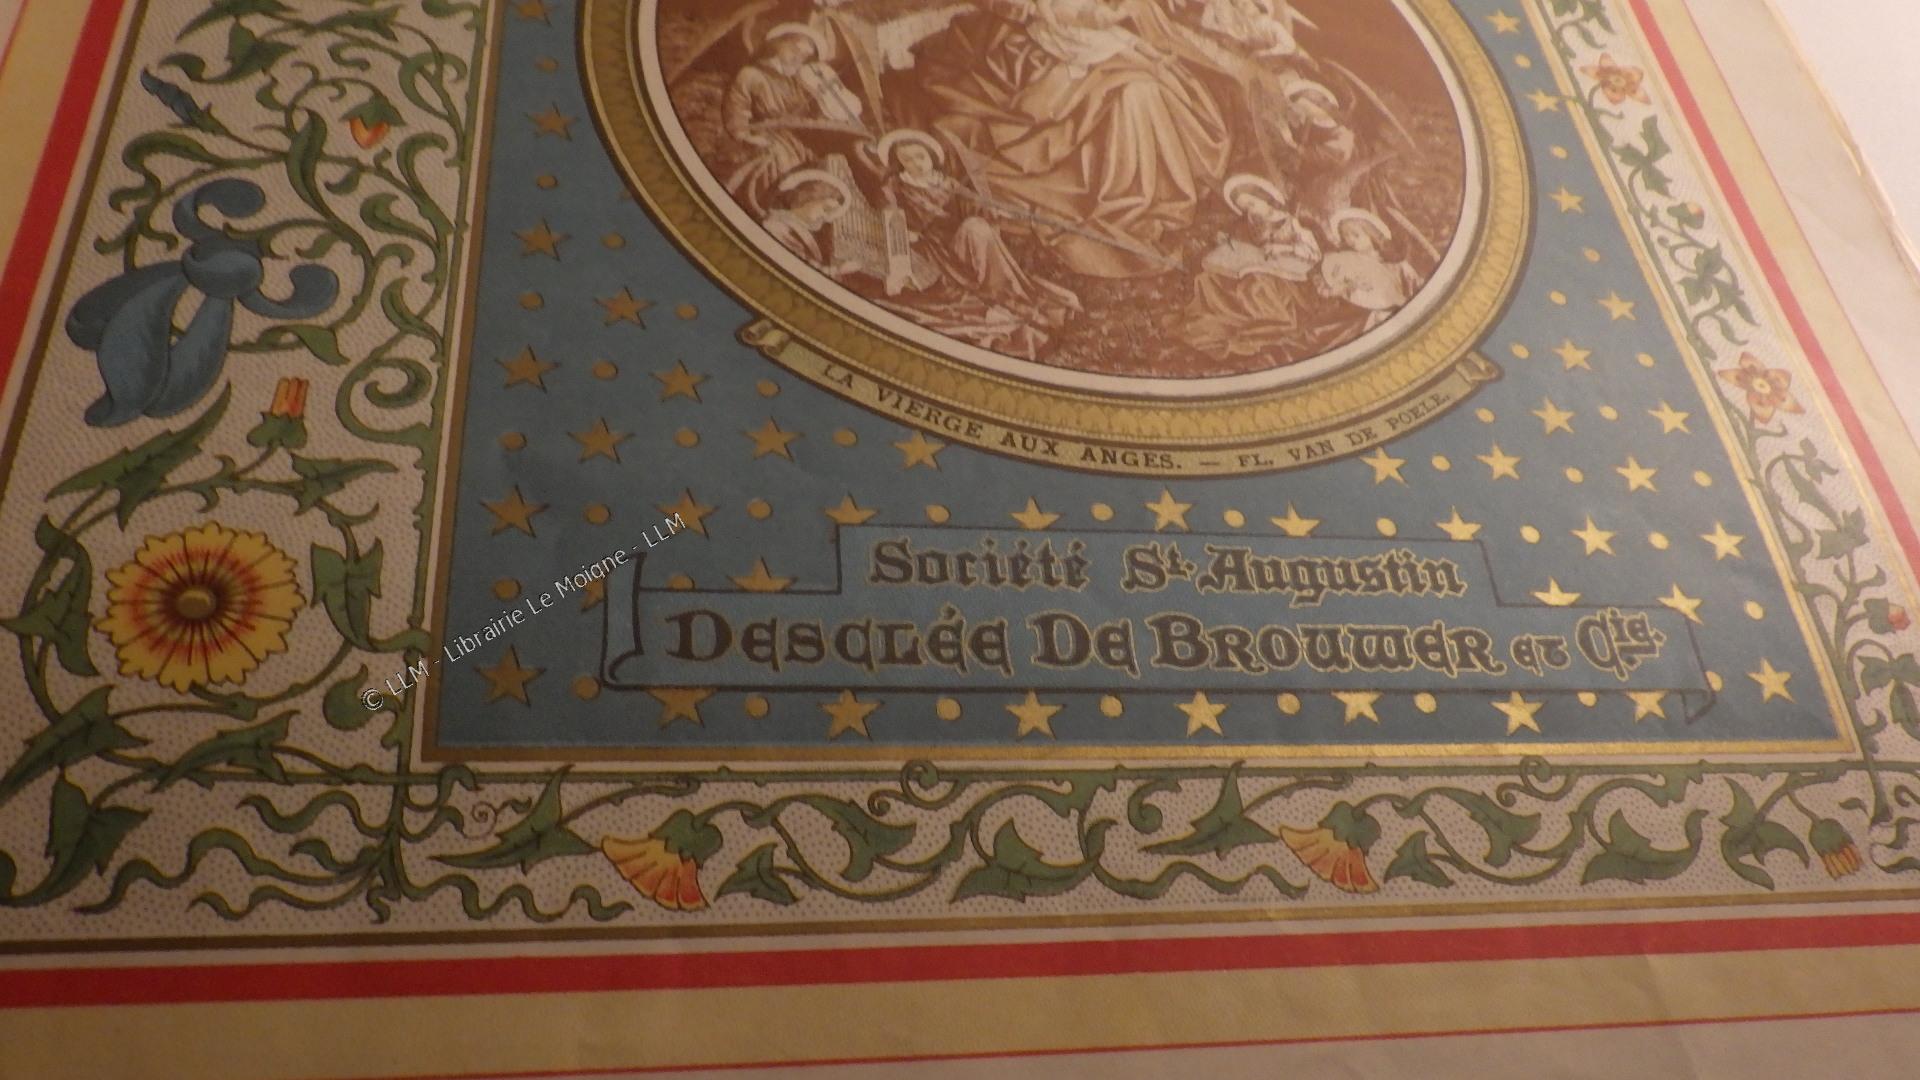 LA VIERGE AUX ANGES. — FL. VAN DE POELE.
Société St. Augustin
DESCLÉE DE BROUWER ET Cie.
© LLM - Librairie Le Moigne - LLM